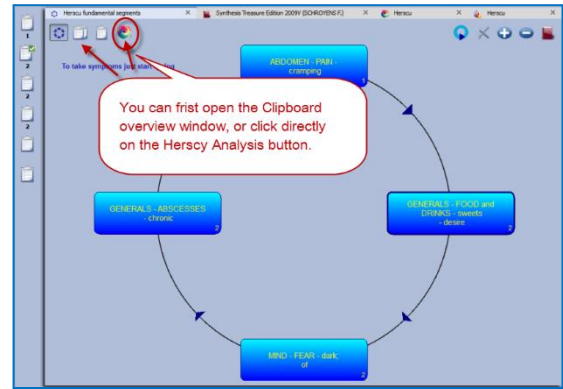 Herscu fundamental segments
Synthesis Treasure Edition 2009V (SCHROYENS F.)
Herscu
Herscu
1
2
2
2
To take symptoms just start
ABDOMEN - PAIN -
cramping
1
You can frist open the Clipboard
overview window, or click directly
on the Herscy Analysis button.
GENERALS - ABSCESSES
- chronic
2
GENERALS - FOOD and
DRINKS - sweets
- desire
2
MIND - FEAR - dark;
of
2